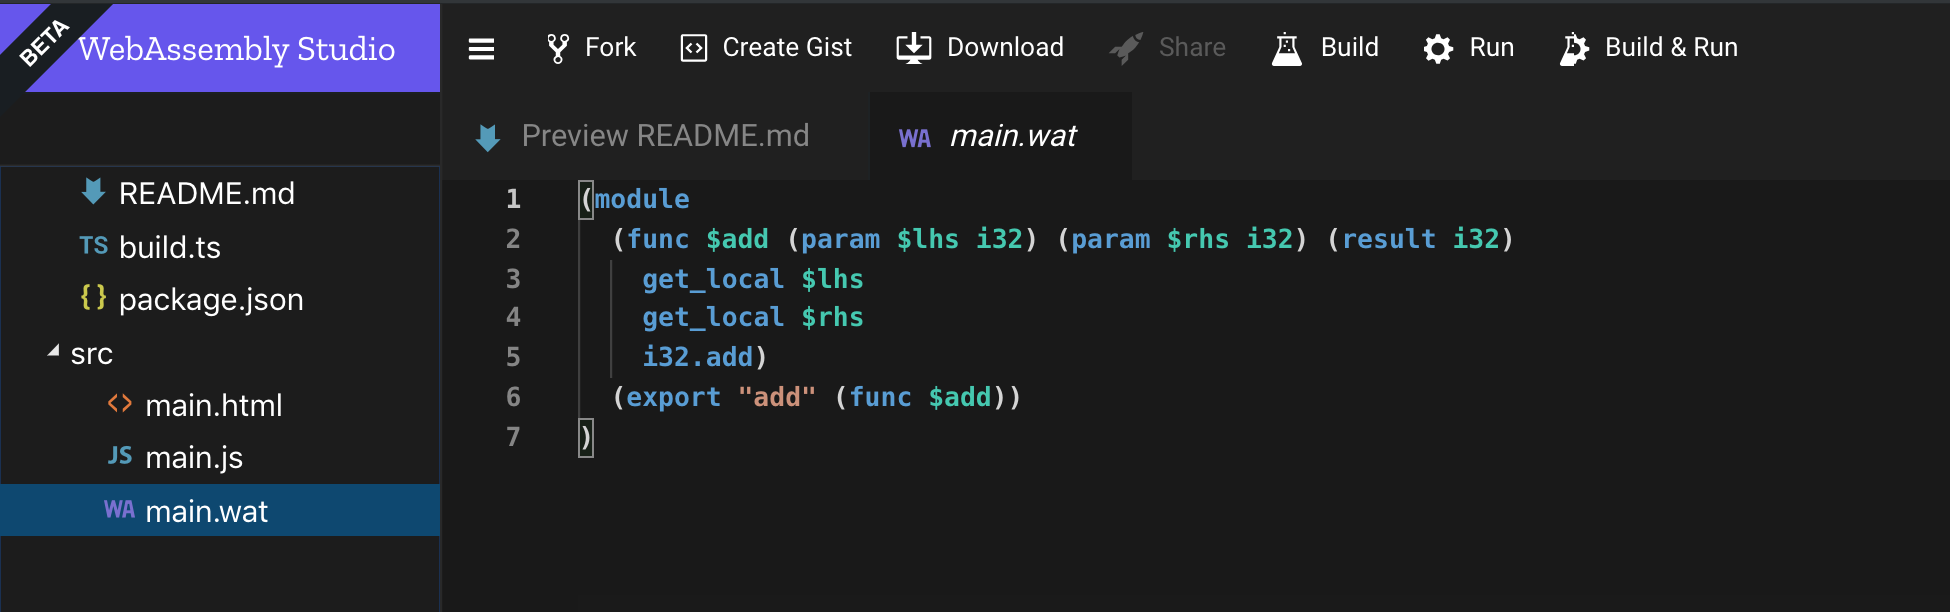 BETA
WebAssembly Studio
Fork Create Gist Download Share Build Run Build & Run
Preview README.md
WA main.wat
README.md
TS build.ts
{} package.json
src
<> main.html
JS main.js
WA main.wat
1 (module
2 (func $add (param $lhs i32) (param $rhs i32) (result i32)
3 get_local $lhs
4 get_local $rhs
5 i32.add)
6 (export "add" (func $add))
7 )